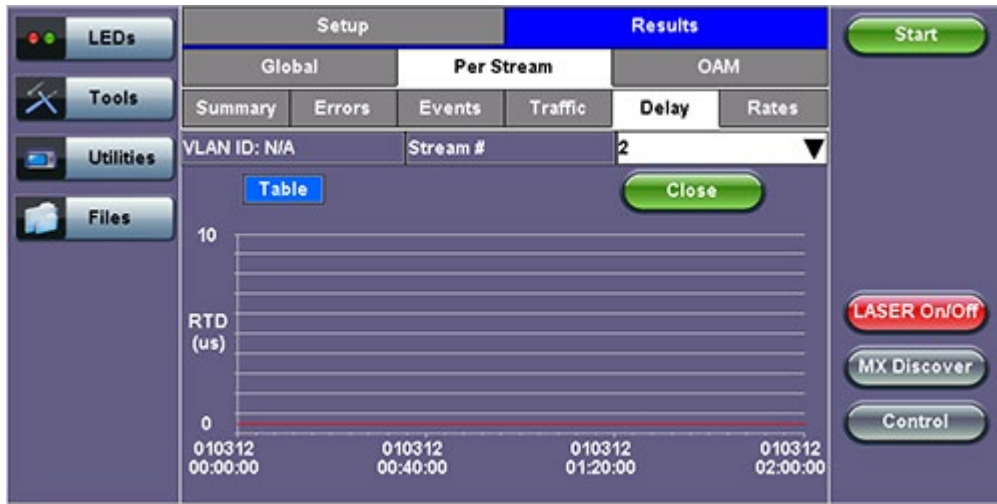 LEDs
Tools
Utilities
Files
Setup Results
Global Per Stream OAM
Summary Errors Events Traffic Delay Rates
VLAN ID: N/A Stream # 2
Table Close
10
RTD
(us)
0
010312 010312 010312 010312
00:00:00 00:40:00 01:20:00 02:00:00
Start
LASER On/Off
MX Discover
Control